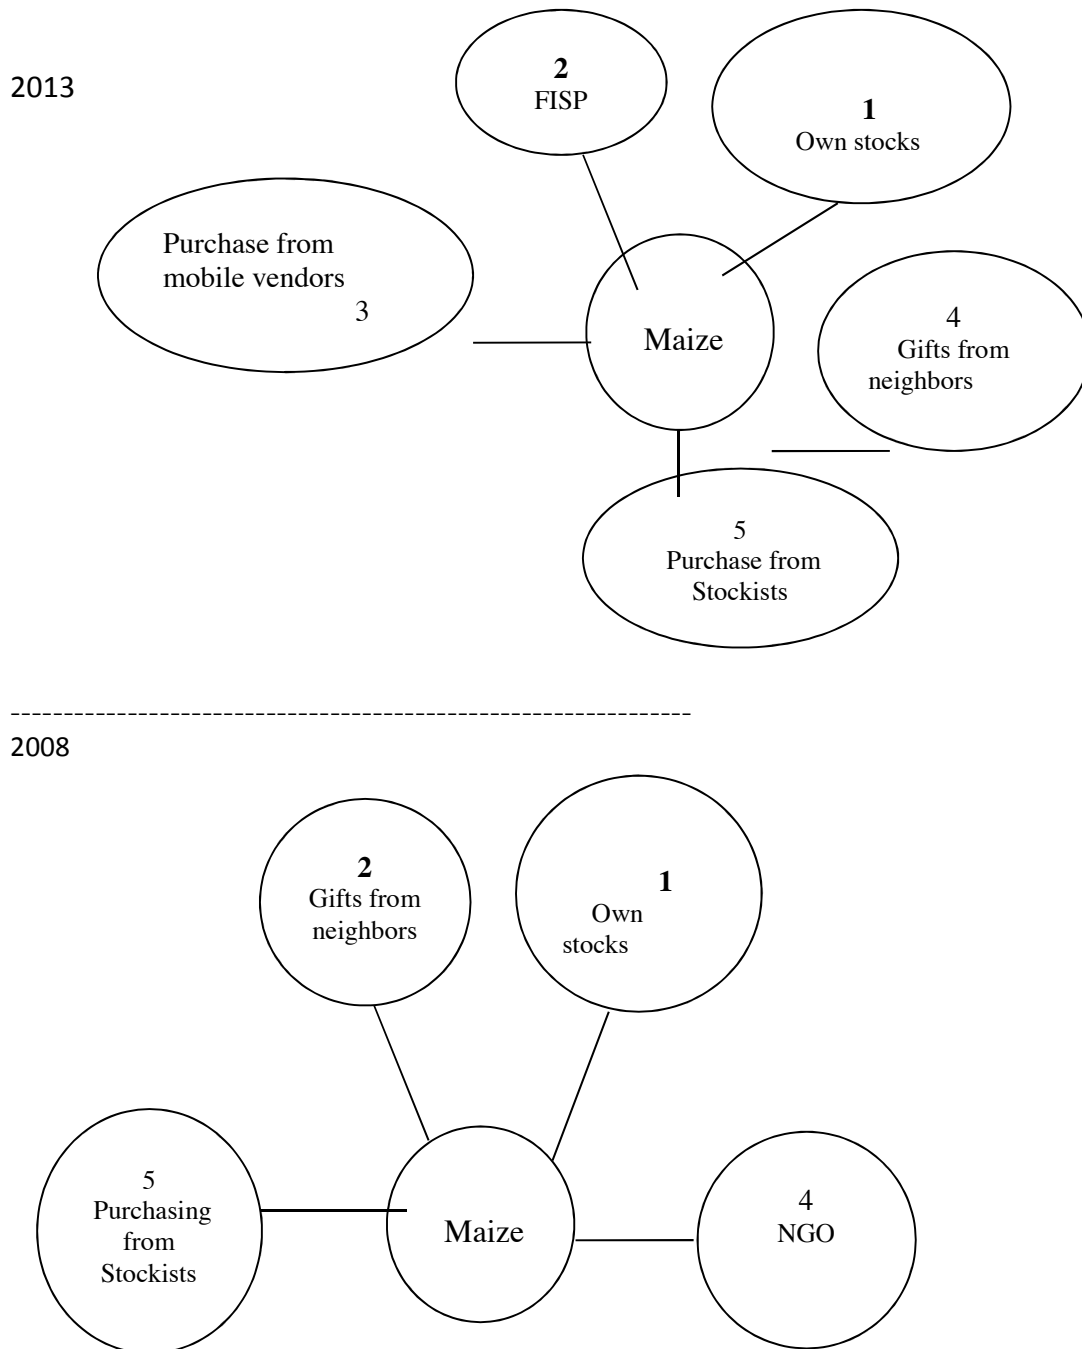 2013
2
FISP
1
Own stocks
Purchase from
mobile vendors
3
Maize
4
Gifts from
neighbors
5
Purchase from
Stockists
----------------------------------------------------------------
2008
2
Gifts from
neighbors
1
Own
stocks
5
Purchasing
from
Stockists
Maize
4
NGO